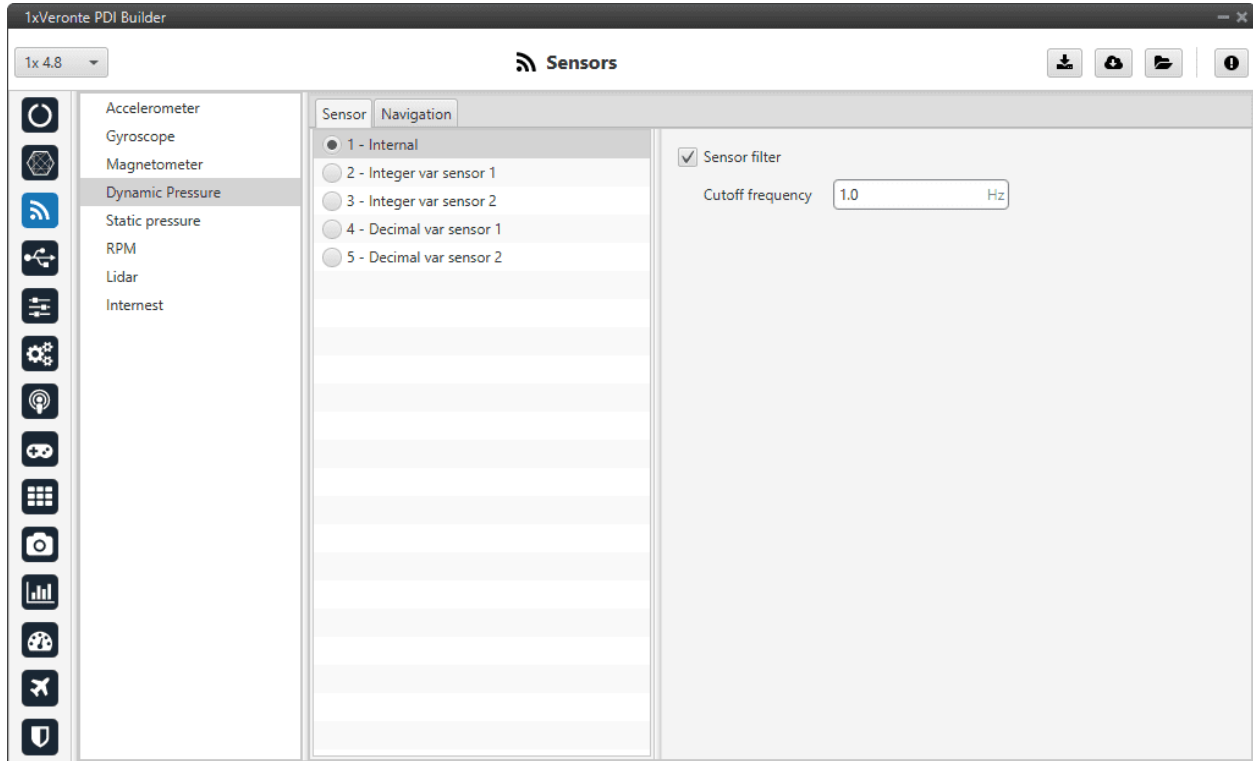 1xVeronte PDI Builder
1x 4.8
Sensors
Accelerometer
Gyroscope
Magnetometer
Dynamic Pressure
Static pressure
RPM
Lidar
Internest
Sensor Navigation
1 - Internal
2 - Integer var sensor 1
3 - Integer var sensor 2
4 - Decimal var sensor 1
5 - Decimal var sensor 2
Sensor filter
Cutoff frequency 1.0 Hz